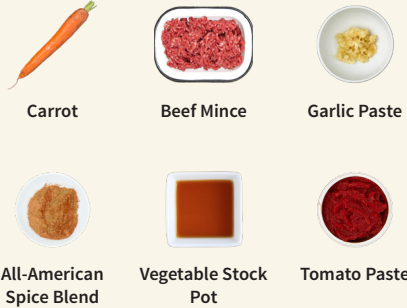 Carrot
Beef Mince
Garlic Paste
All-American
Spice Blend
Vegetable Stock
Pot
Tomato Paste